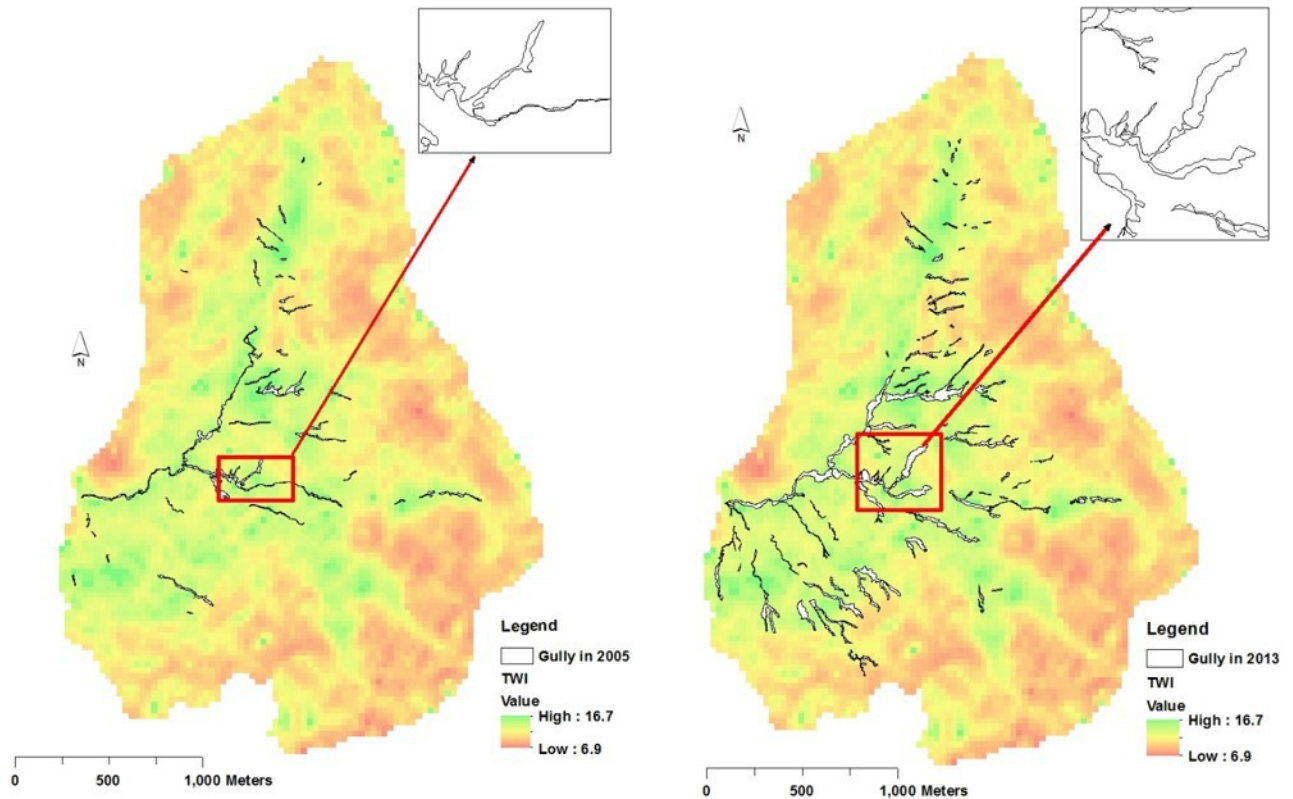 N
Legend
Gully in 2005
TWI
Value
High : 16.7
Low : 6.9
0 500 1,000 Meters
N
Legend
Gully in 2013
TWI
Value
High : 16.7
Low : 6.9
0 500 1,000 Meters